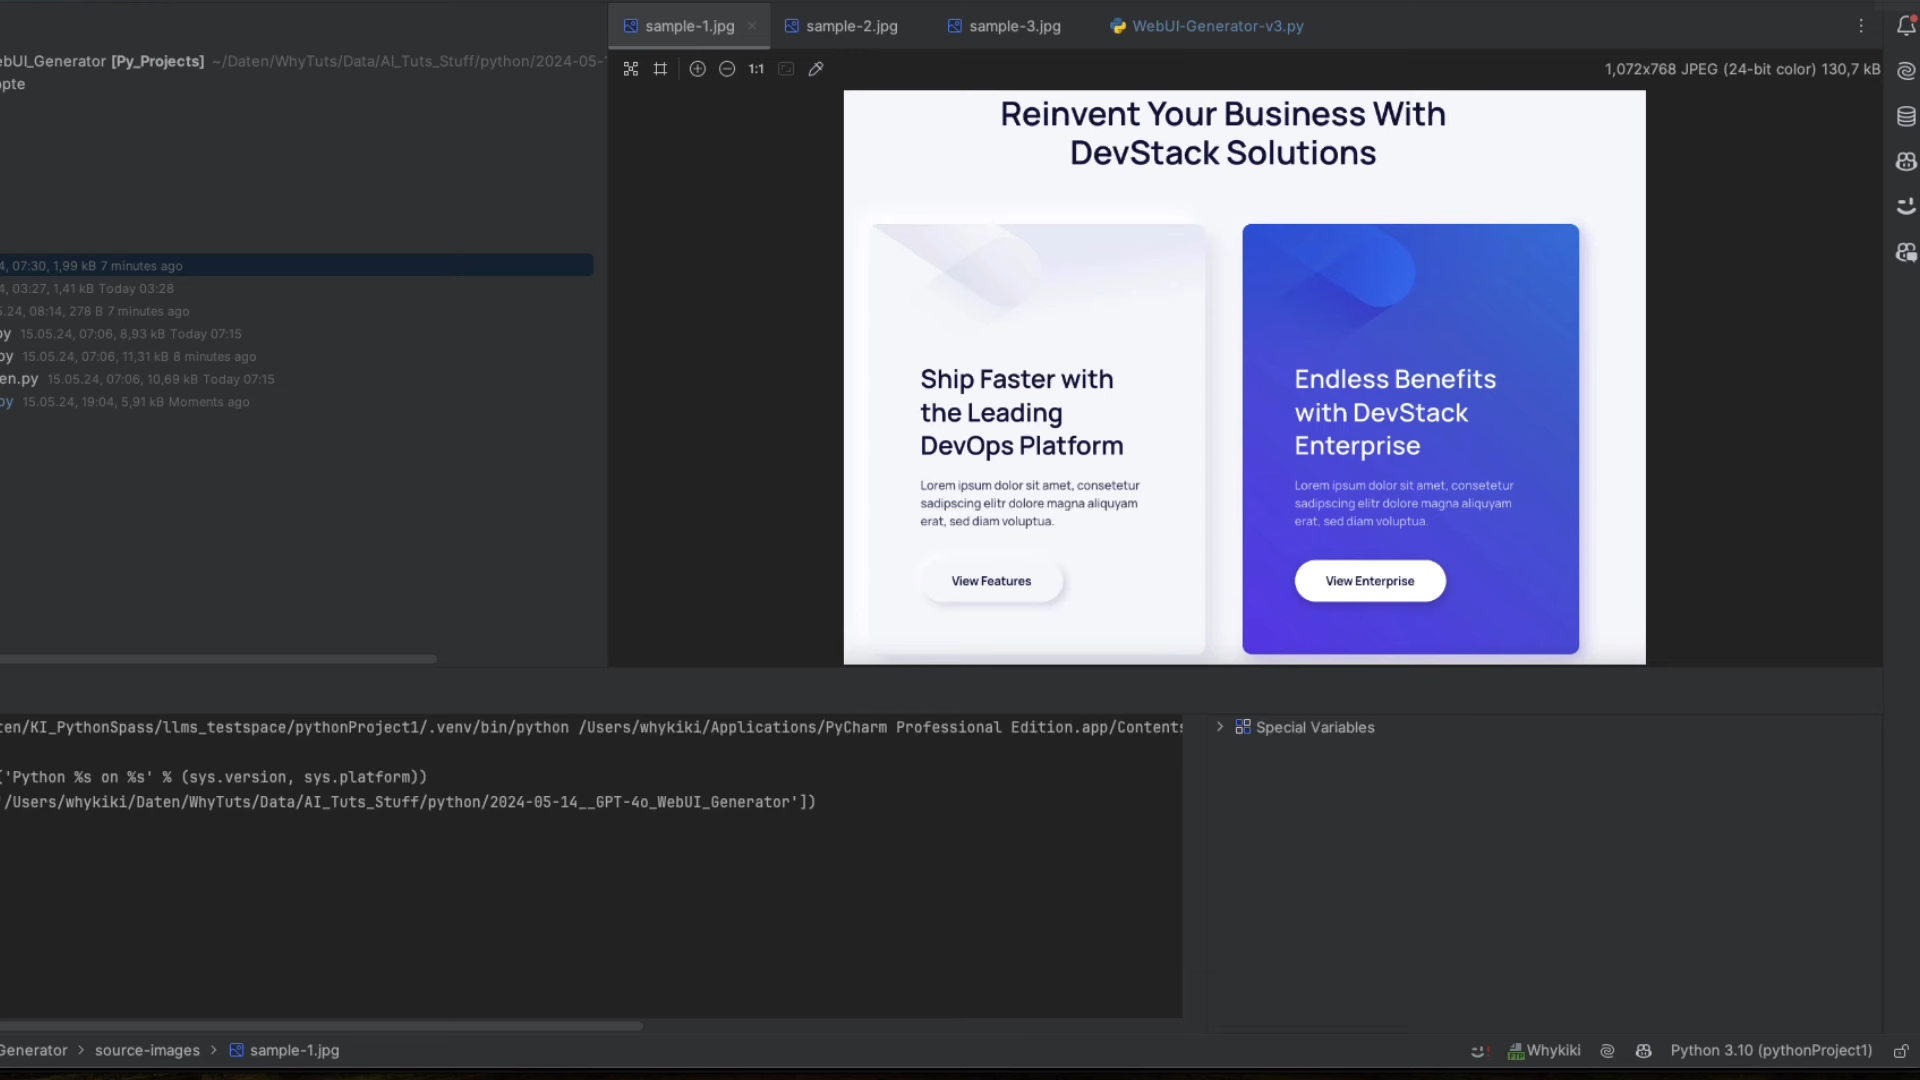 sample-1.jpg
sample-2.jpg
sample-3.jpg
WebUI-Generator-v3.py
ebUI_Generator [Py_Projects] ~/Daten/WhyTuts/Data/AI_Tuts_Stuff/python/2024-05-
opte
1:1
1,072x768 JPEG (24-bit color) 130,7 kB
Reinvent Your Business With
DevStack Solutions
4, 07:30, 1,99 kB 7 minutes ago
4, 03:27, 1,41 kB Today 03:28
5.24, 08:14, 278 B 7 minutes ago
py 15.05.24, 07:06, 8,93 kB Today 07:15
py 15.05.24, 07:06, 11,31 kB 8 minutes ago
en.py 15.05.24, 07:06, 10,69 kB Today 07:15
py 15.05.24, 19:04, 5,91 kB Moments ago
Ship Faster with
the Leading
DevOps Platform
Lorem ipsum dolor sit amet, consetetur
sadipscing elitr dolore magna aliquyam
erat, sed diam voluptua.
View Features
Endless Benefits
with DevStack
Enterprise
Lorem ipsum dolor sit amet, consetetur
sadipscing elitr dolore magna aliquyam
erat, sed diam voluptua.
View Enterprise
ten/KI_PythonSpass/llms_testspace/pythonProject1/.venv/bin/python /Users/whykiki/Applications/PyCharm Professional Edition.app/Contents
('Python %s on %s' % (sys.version, sys.platform))
'/Users/whykiki/Daten/WhyTuts/Data/AI_Tuts_Stuff/python/2024-05-14__GPT-4o_WebUI_Generator'])
Special Variables
Generator > source-images > sample-1.jpg
Whykiki
Python 3.10 (pythonProject1)